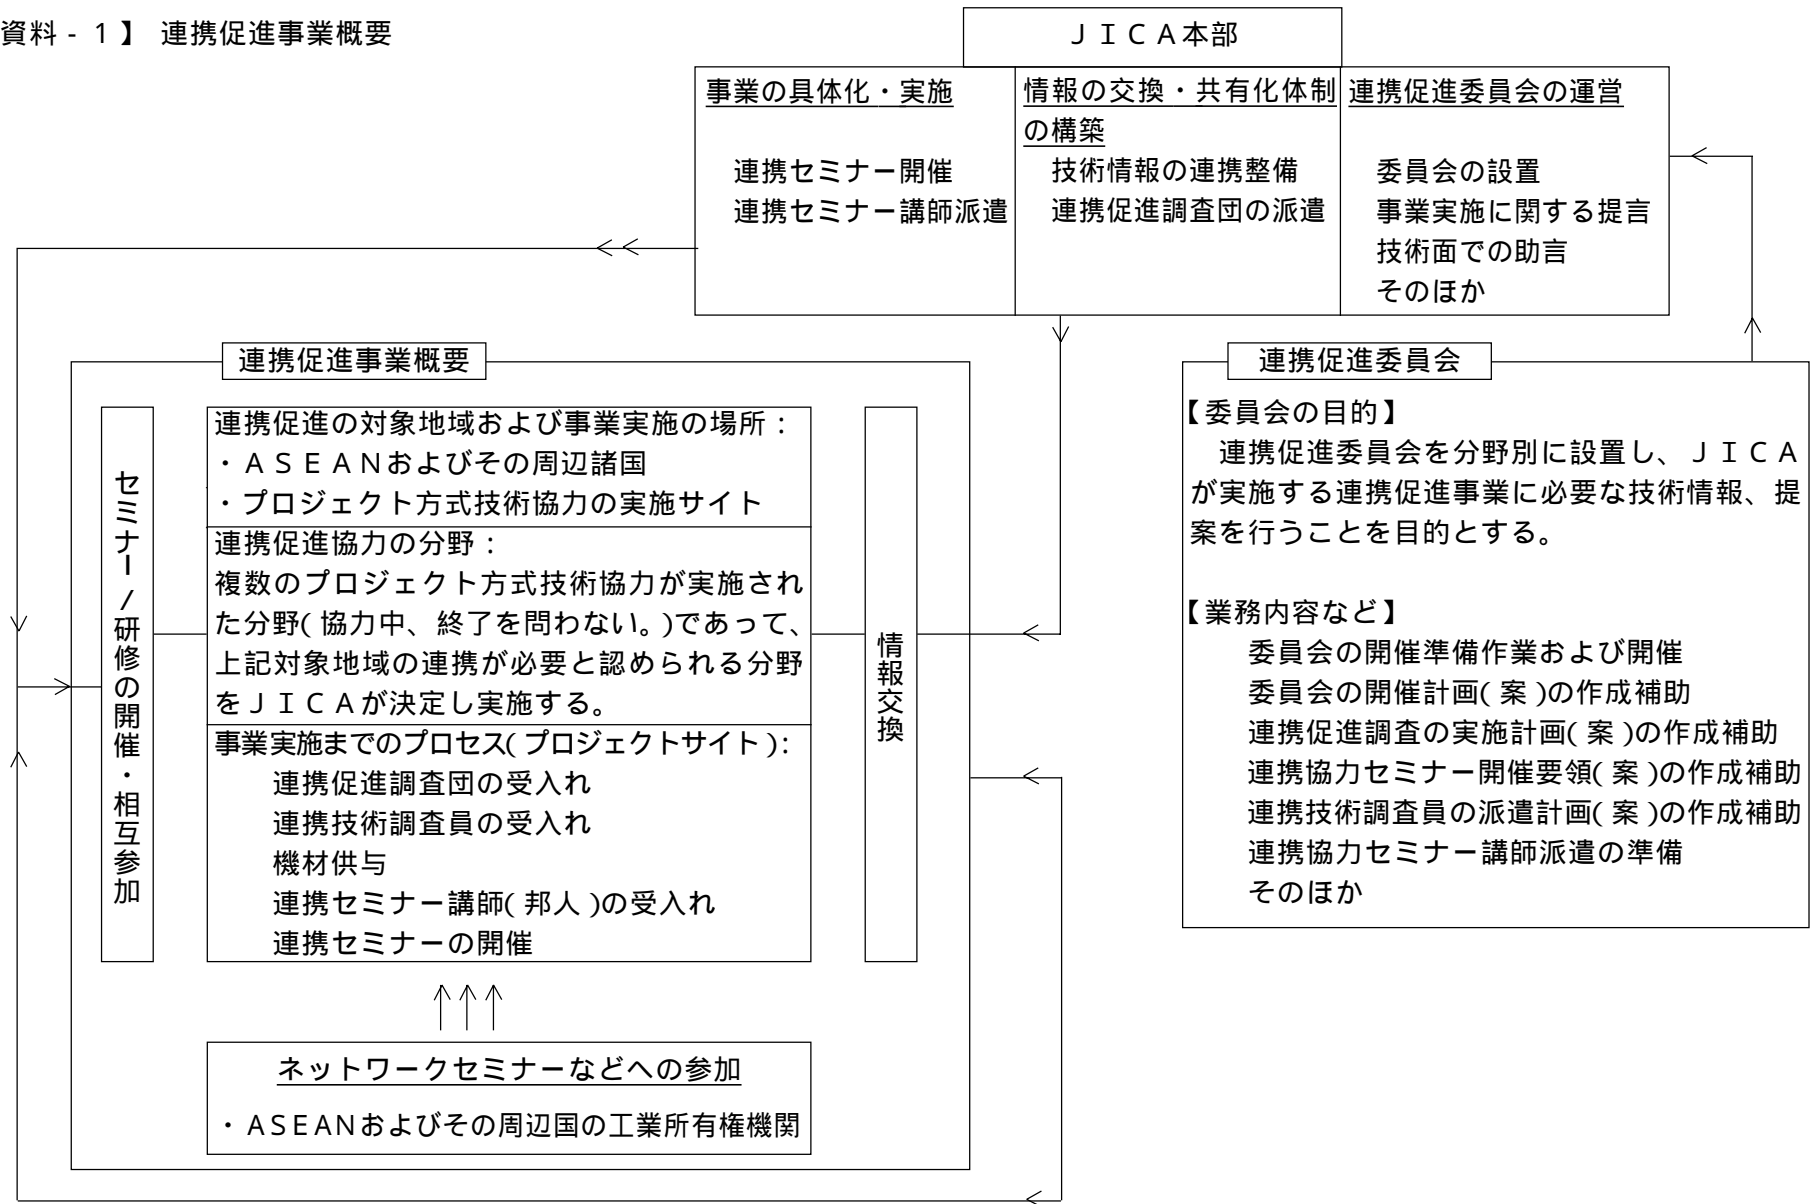 資料 - 1 】 連携促進事業概要
ＪＩＣＡ本部
事業の具体化・実施
連携セミナー開催
連携セミナー講師派遣
情報の交換・共有化体制
の構築
技術情報の連携整備
連携促進調査団の派遣
連携促進委員会の運営
委員会の設置
事業実施に関する提言
技術面での助言
そのほか
連携促進事業概要
セミナー/研修の開催・相互参加
連携促進の対象地域および事業実施の場所：
・ＡＳＥＡＮおよびその周辺諸国
・プロジェクト方式技術協力の実施サイト
連携促進協力の分野：
複数のプロジェクト方式技術協力が実施され
た分野( 協力中、終了を問わない。)であって、
上記対象地域の連携が必要と認められる分野
をＪＩＣＡが決定し実施する。
事業実施までのプロセス( プロジェクトサイト )：
連携促進調査団の受入れ
連携技術調査員の受入れ
機材供与
連携セミナー講師( 邦人 )の受入れ
連携セミナーの開催
情報交換
ネットワークセミナーなどへの参加
・ASEANおよびその周辺国の工業所有権機関
連携促進委員会
【委員会の目的】
連携促進委員会を分野別に設置し、ＪＩＣＡ
が実施する連携促進事業に必要な技術情報、提
案を行うことを目的とする。
【業務内容など】
委員会の開催準備作業および開催
委員会の開催計画( 案 )の作成補助
連携促進調査の実施計画( 案 )の作成補助
連携協力セミナー開催要領( 案 )の作成補助
連携技術調査員の派遣計画( 案 )の作成補助
連携協力セミナー講師派遣の準備
そのほか